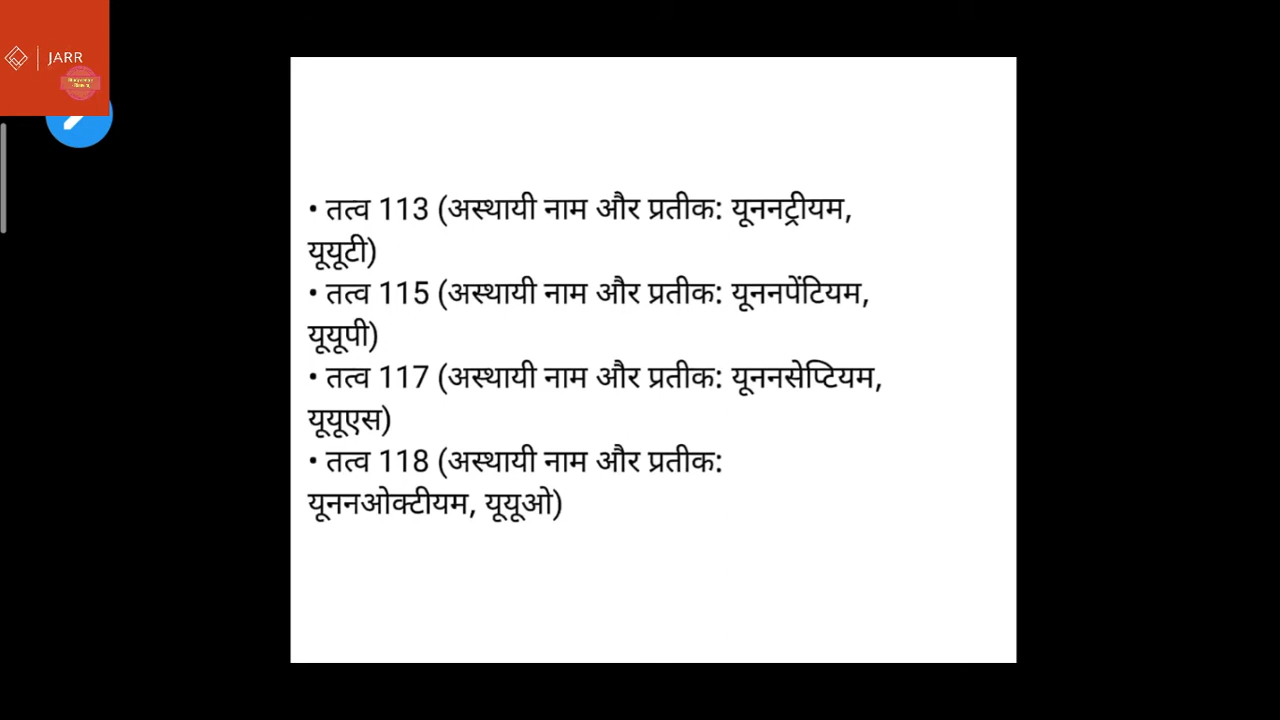 JARR
• तत्व 113 (अस्थायी नाम और प्रतीक: यूननट्रीयम,
यूयूटी)
• तत्व 115 (अस्थायी नाम और प्रतीक: यूननपेंटियम,
यूयूपी)
• तत्व 117 (अस्थायी नाम और प्रतीक: यूननसेप्टियम,
यूयूएस)
• तत्व 118 (अस्थायी नाम और प्रतीक:
यूननओक्टीयम, यूयूओ)